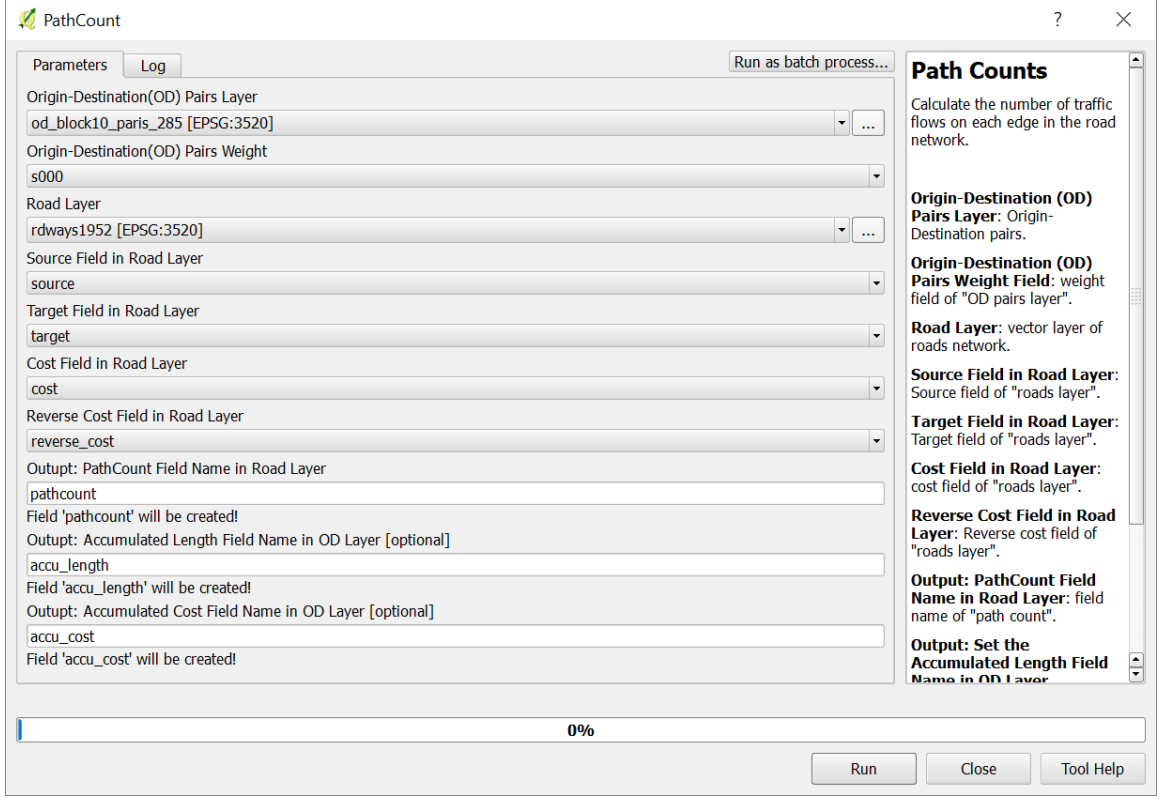 PathCount
?
Parameters
Log
Run as batch process...
Origin-Destination(OD) Pairs Layer
od_block10_paris_285 [EPSG:3520]
...
Origin-Destination(OD) Pairs Weight
s000
Road Layer
rdways1952 [EPSG:3520]
...
Source Field in Road Layer
source
Target Field in Road Layer
target
Cost Field in Road Layer
cost
Reverse Cost Field in Road Layer
reverse_cost
Outupt: PathCount Field Name in Road Layer
pathcount
Field 'pathcount' will be created!
Outupt: Accumulated Length Field Name in OD Layer [optional]
accu_length
Field 'accu_length' will be created!
Outupt: Accumulated Cost Field Name in OD Layer [optional]
accu_cost
Field 'accu_cost' will be created!
Path Counts
Calculate the number of traffic
flows on each edge in the road
network.
Origin-Destination (OD)
Pairs Layer: Origin-
Destination pairs.
Origin-Destination (OD)
Pairs Weight Field: weight
field of "OD pairs layer".
Road Layer: vector layer of
roads network.
Source Field in Road Layer:
Source field of "roads layer".
Target Field in Road Layer:
Target field of "roads layer".
Cost Field in Road Layer:
cost field of "roads layer".
Reverse Cost Field in Road
Layer: Reverse cost field of
"roads layer".
Output: PathCount Field
Name in Road Layer: field
name of "path count".
Output: Set the
Accumulated Length Field
Name in OD Layer
0%
Run
Close
Tool Help